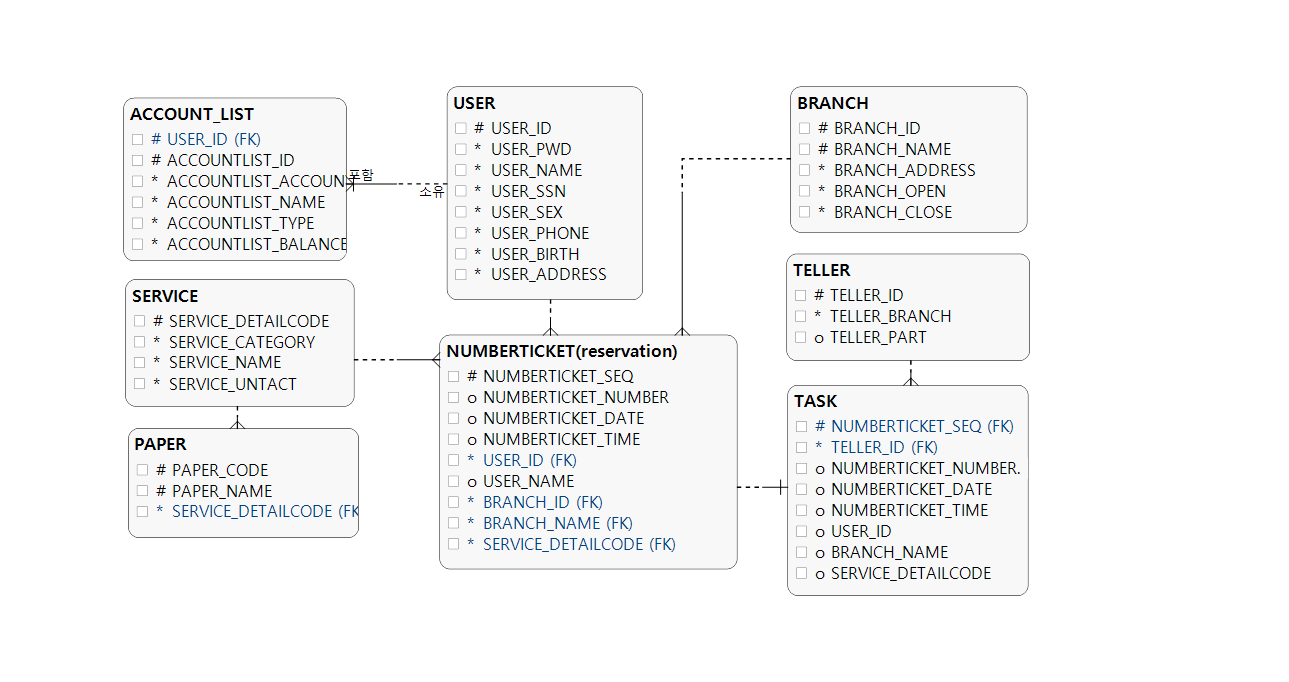 ACCOUNT_LIST
# USER_ID (FK)
# ACCOUNTLIST_ID
* ACCOUNTLIST_ACCOUN
* ACCOUNTLIST_NAME
* ACCOUNTLIST_TYPE
* ACCOUNTLIST_BALANCE
포함
소유
USER
# USER_ID
* USER_PWD
* USER_NAME
* USER_SSN
* USER_SEX
* USER_PHONE
* USER_BIRTH
* USER_ADDRESS
BRANCH
# BRANCH_ID
# BRANCH_NAME
* BRANCH_ADDRESS
* BRANCH_OPEN
* BRANCH_CLOSE
SERVICE
# SERVICE_DETAILCODE
* SERVICE_CATEGORY
* SERVICE_NAME
* SERVICE_UNTACT
TELLER
# TELLER_ID
* TELLER_BRANCH
o TELLER_PART
PAPER
# PAPER_CODE
# PAPER_NAME
* SERVICE_DETAILCODE (FK
NUMBERTICKET(reservation)
# NUMBERTICKET_SEQ
o NUMBERTICKET_NUMBER
o NUMBERTICKET_DATE
o NUMBERTICKET_TIME
* USER_ID (FK)
o USER_NAME
* BRANCH_ID (FK)
* BRANCH_NAME (FK)
* SERVICE_DETAILCODE (FK)
TASK
# NUMBERTICKET_SEQ (FK)
* TELLER_ID (FK)
o NUMBERTICKET_NUMBER.
o NUMBERTICKET_DATE
o NUMBERTICKET_TIME
o USER_ID
o BRANCH_NAME
o SERVICE_DETAILCODE